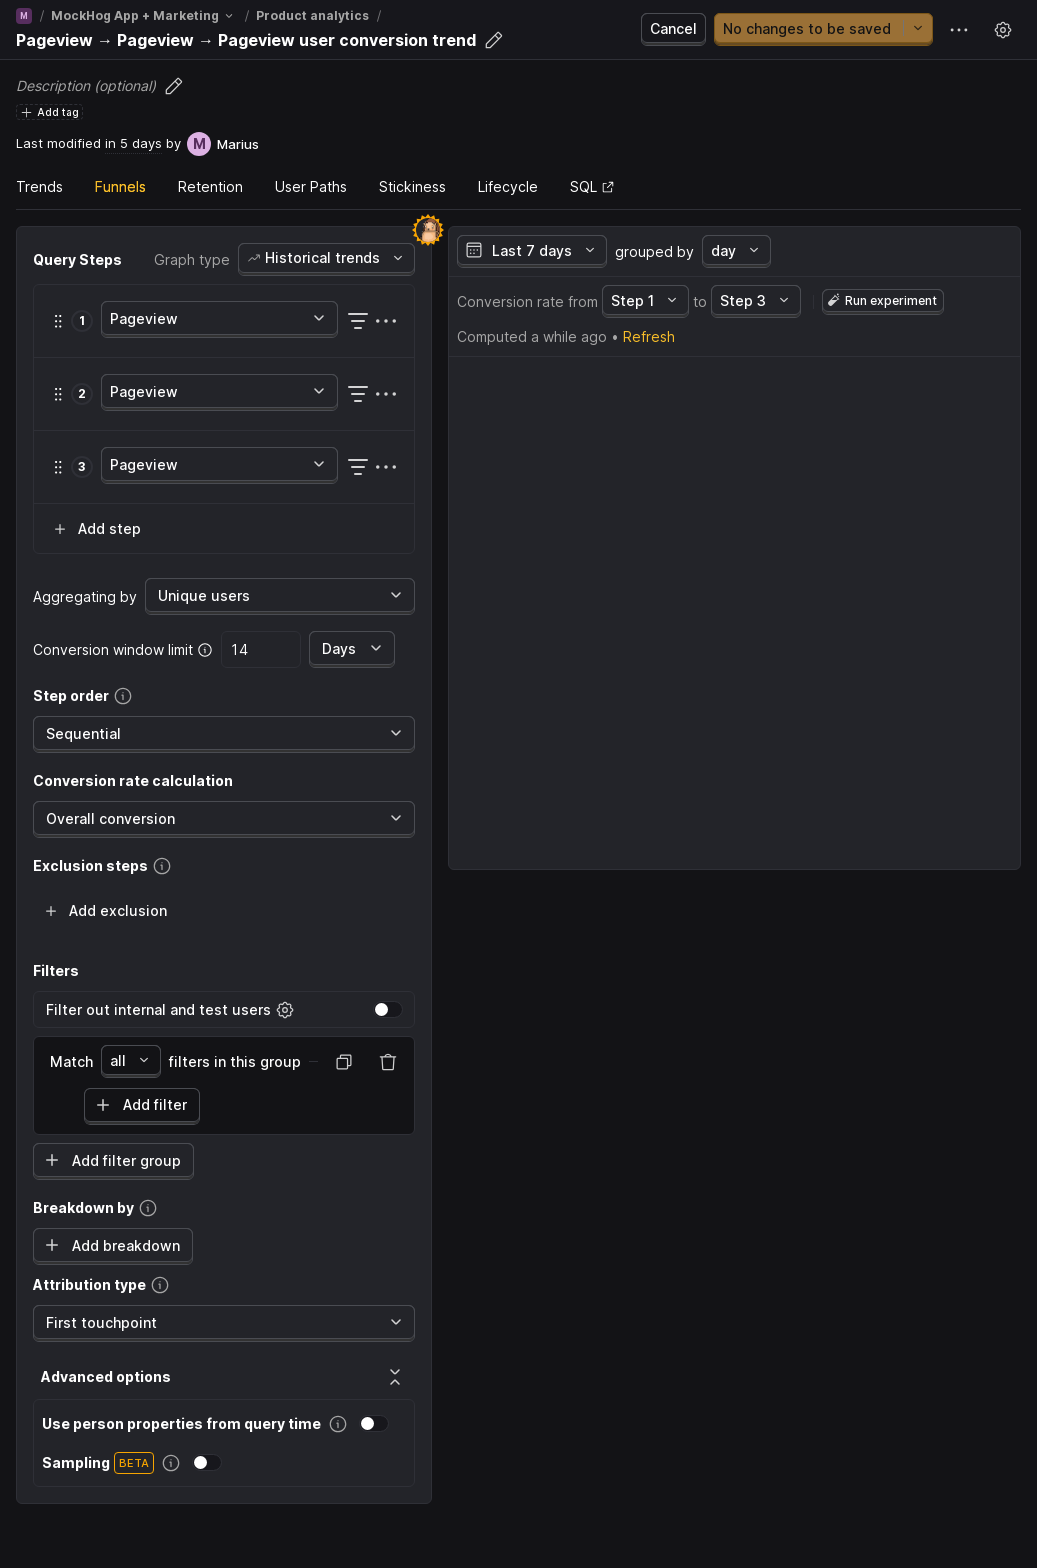 M / MockHog App + Marketing / Product analytics /
Pageview → Pageview → Pageview user conversion trend
Cancel
No changes to be saved
Description (optional)
Add tag
Last modified in 5 days by M Marius
Trends Funnels Retention User Paths Stickiness Lifecycle SQL
Query Steps Graph type Historical trends
1 Pageview
2 Pageview
3 Pageview
Add step
Aggregating by Unique users
Conversion window limit 14 Days
Step order
Sequential
Conversion rate calculation
Overall conversion
Exclusion steps
Add exclusion
Filters
Filter out internal and test users
Match all filters in this group
Add filter
Add filter group
Breakdown by
Add breakdown
Attribution type
First touchpoint
Advanced options
Use person properties from query time
Sampling BETA
Last 7 days grouped by day
Conversion rate from Step 1 to Step 3 Run experiment
Computed a while ago • Refresh